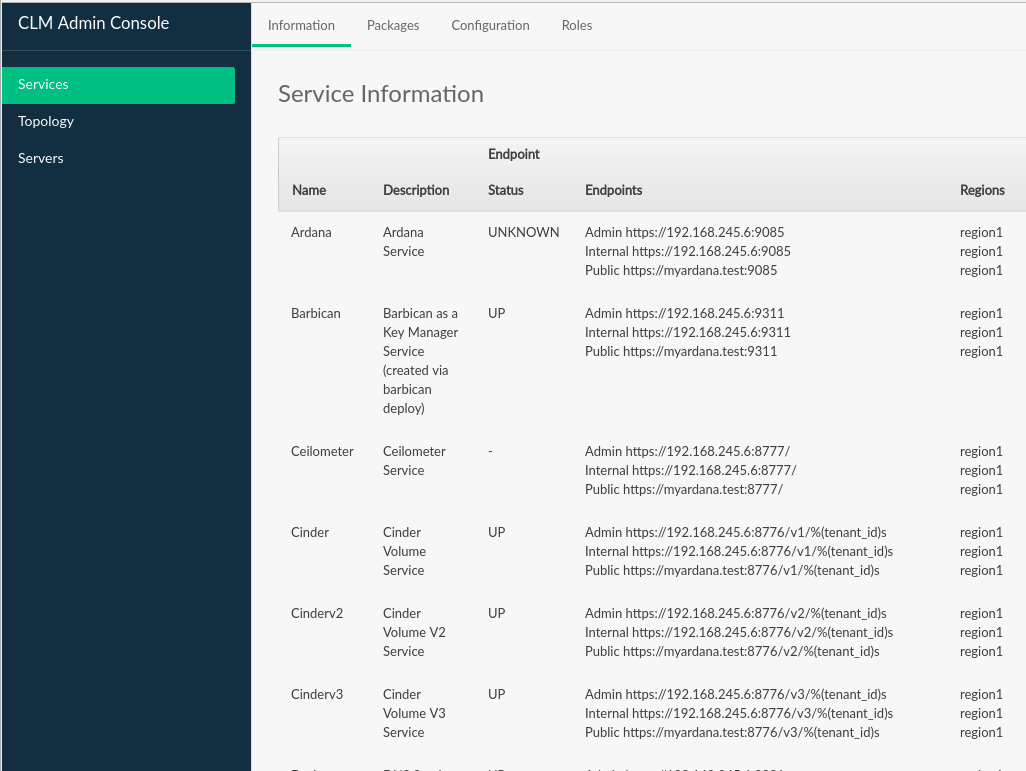 CLM Admin Console
Information Packages Configuration Roles
Services
Topology
Servers
Service Information
Endpoint
Name Description Status Endpoints Regions
Ardana Ardana UNKNOWN Admin https://192.168.245.6:9085 region1
Service Internal https://192.168.245.6:9085 region1
Public https://myardana.test:9085 region1
Barbican Barbican as a UP Admin https://192.168.245.6:9311 region1
Key Manager Internal https://192.168.245.6:9311 region1
Service Public https://myardana.test:9311 region1
(created via
barbican
deploy)
Ceilometer Ceilometer - Admin https://192.168.245.6:8777/ region1
Service Internal https://192.168.245.6:8777/ region1
Public https://myardana.test:8777/ region1
Cinder Cinder UP Admin https://192.168.245.6:8776/v1/%(tenant_id)s region1
Volume Internal https://192.168.245.6:8776/v1/%(tenant_id)s region1
Service Public https://myardana.test:8776/v1/%(tenant_id)s region1
Cinderv2 Cinder UP Admin https://192.168.245.6:8776/v2/%(tenant_id)s region1
Volume V2 Internal https://192.168.245.6:8776/v2/%(tenant_id)s region1
Service Public https://myardana.test:8776/v2/%(tenant_id)s region1
Cinderv3 Cinder UP Admin https://192.168.245.6:8776/v3/%(tenant_id)s region1
Volume V3 Internal https://192.168.245.6:8776/v3/%(tenant_id)s region1
Service Public https://myardana.test:8776/v3/%(tenant_id)s region1